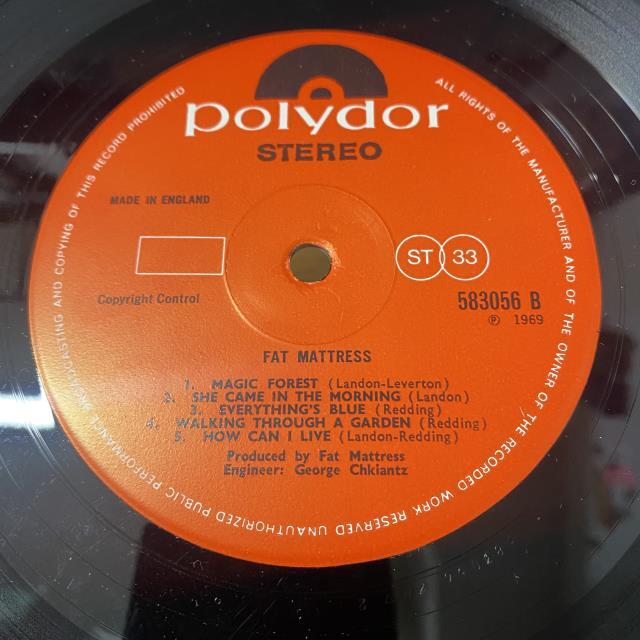 polydor
STEREO
MADE IN ENGLAND
Copyright Control
ST 33
583056 B
℗ 1969
FAT MATTRESS
1. MAGIC FOREST (Landon-Leverton)
2. SHE CAME IN THE MORNING (Landon)
3. EVERYTHING'S BLUE (Redding)
4. WALKING THROUGH A GARDEN (Redding)
5. HOW CAN I LIVE (Landon-Redding)
Produced by Fat Mattress
Engineer: George Chkiantz
ALL RIGHTS OF THE MANUFACTURER AND OF THE OWNER OF THE RECORDED WORK RESERVED UNAUTHORIZED PUBLIC PERFORMANCE, BROADCASTING AND COPYING OF THIS RECORD PROHIBITED